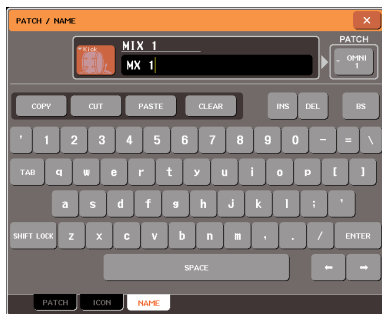 PATCH / NAME ×
Kick MIX 1 PATCH
MX 1 OMNI 1
COPY CUT PASTE CLEAR INS DEL BS
' 1 2 3 4 5 6 7 8 9 0 - = \
TAB q w e r t y u i o p [ ]
a s d f g h j k l ; '
SHIFT LOCK z x c v b n m , . / ENTER
SPACE ← →
PATCH ICON NAME